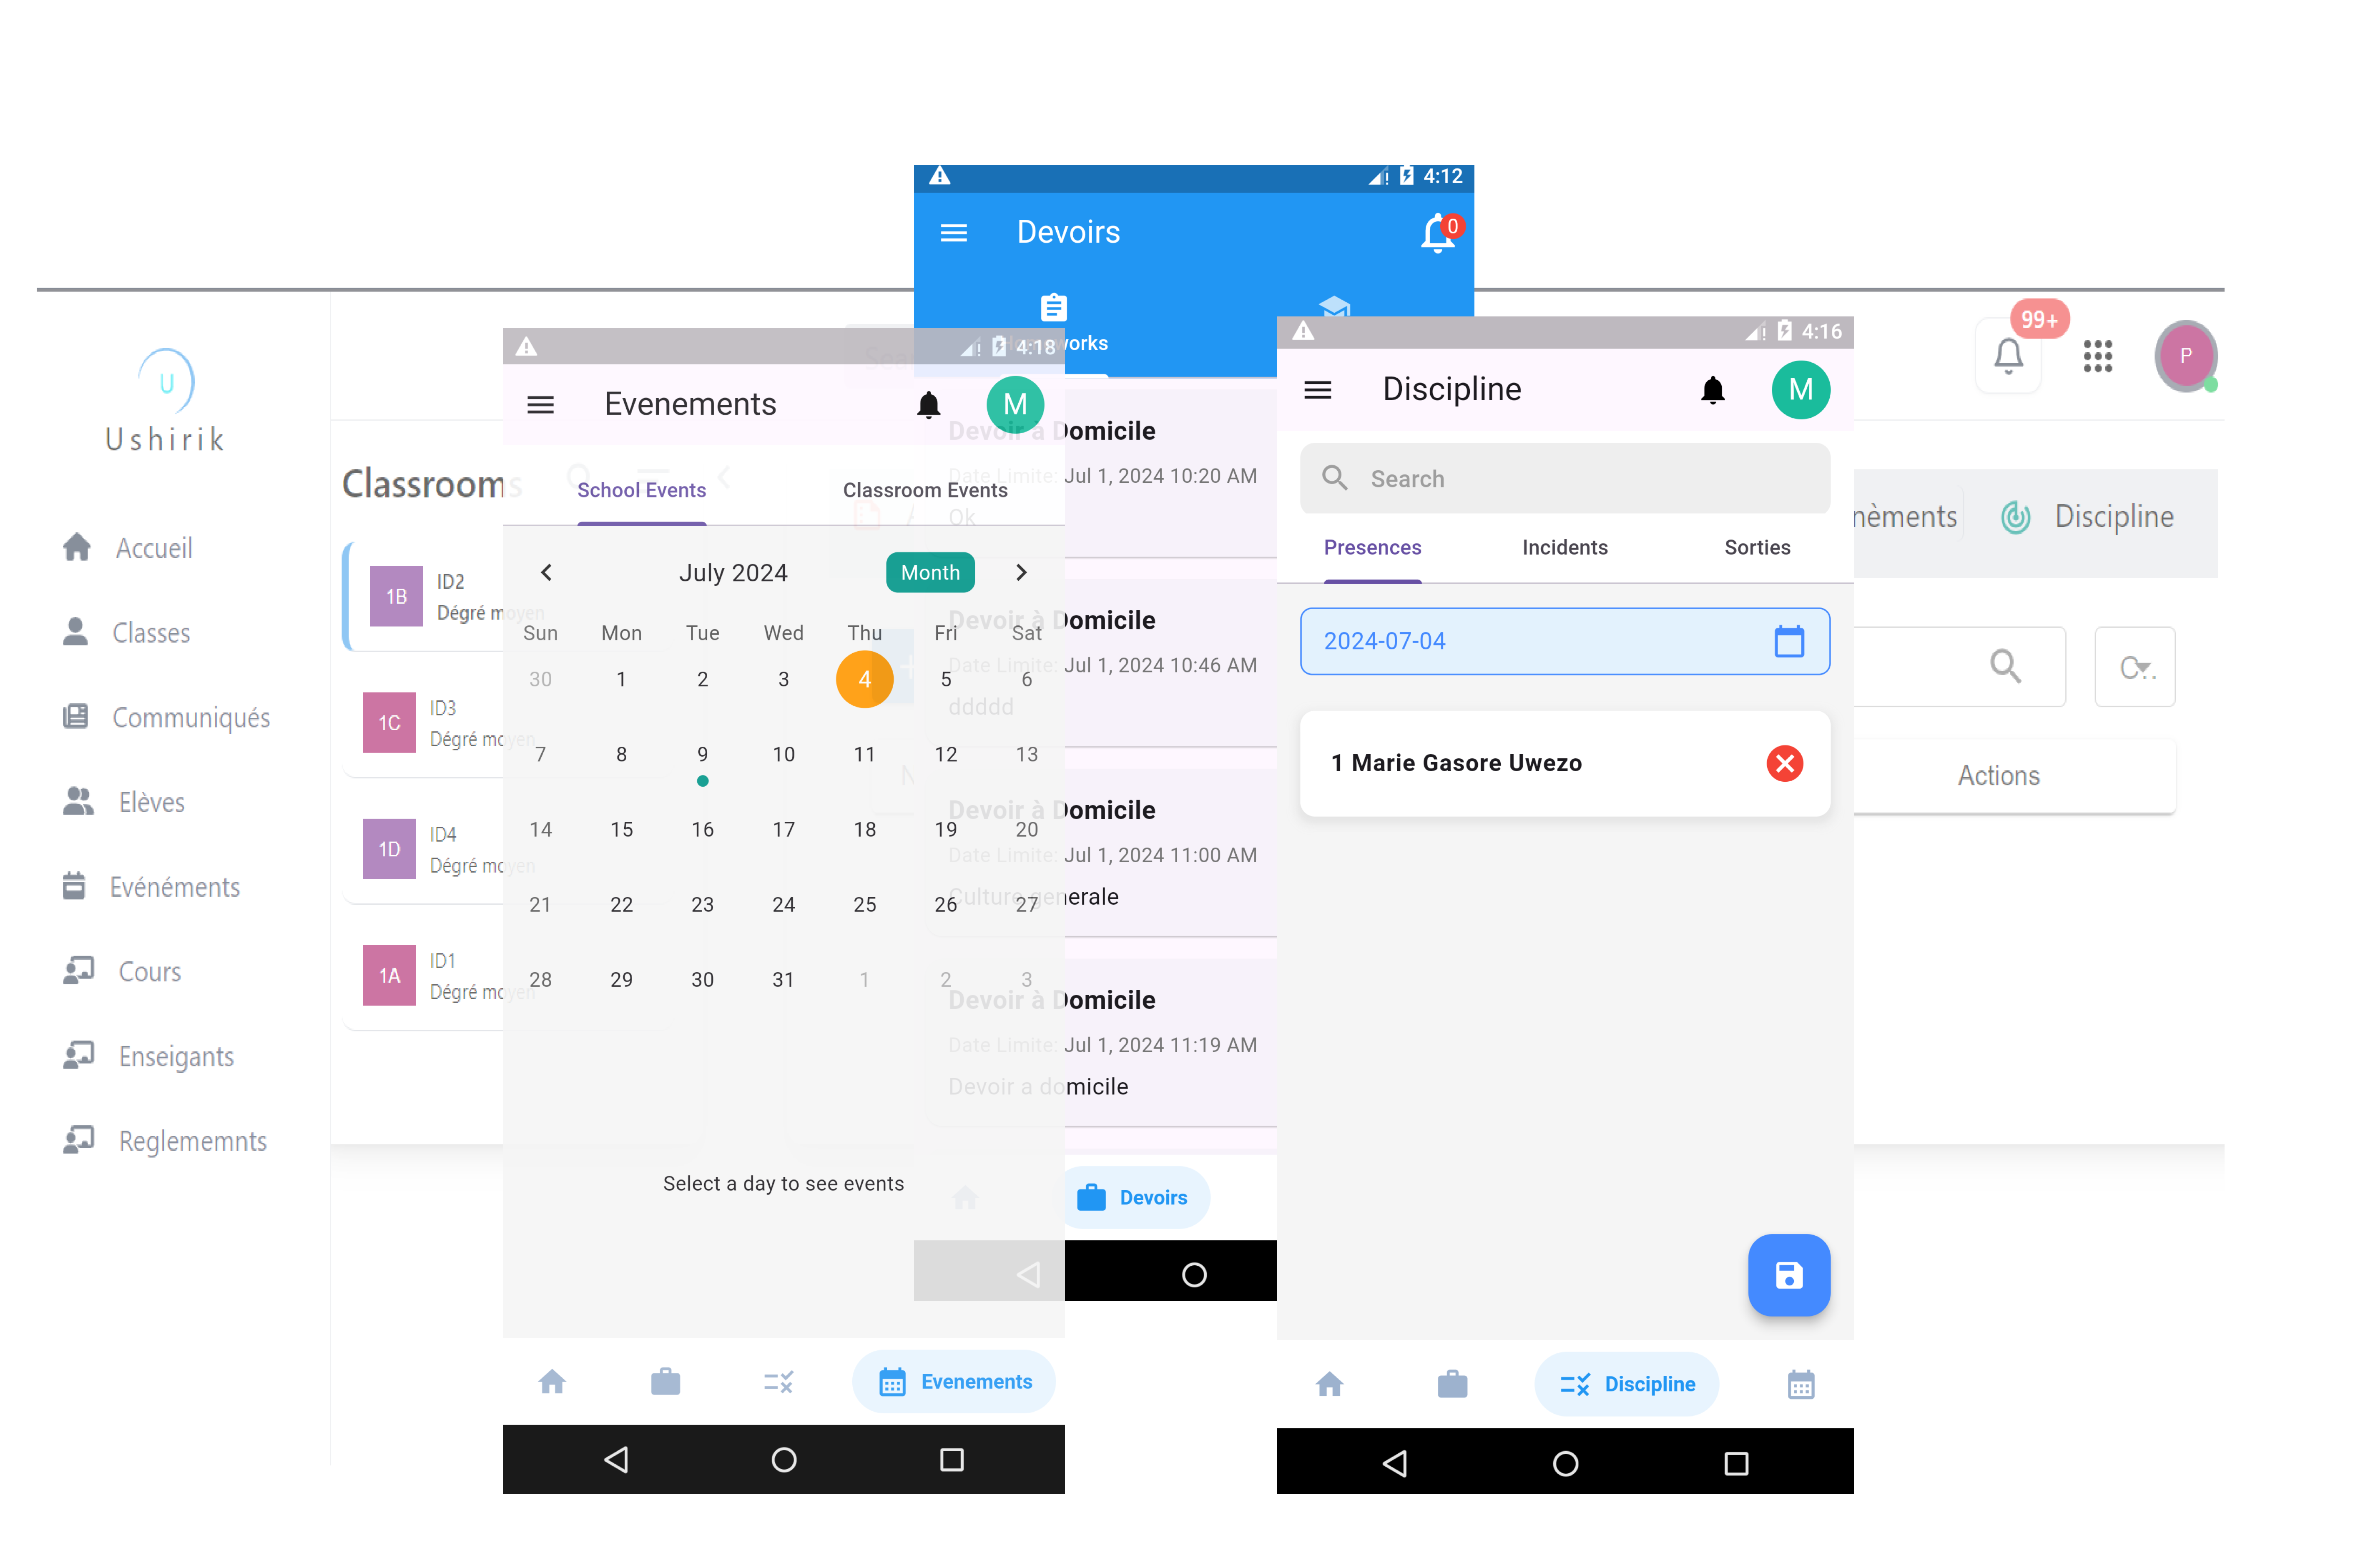 Ushirik
U
Accueil
Classes
Communiqués
Elèves
Evénéments
Cours
Enseigants
Reglememnts
Classrooms
1B
ID2
Dégré moyen
1C
ID3
Dégré moyen
1D
ID4
Dégré moyen
1A
ID1
Dégré moyen
4:18
Evenements
M
School Events
Classroom Events
July 2024
Month
Sun Mon Tue Wed Thu Fri Sat
30 1 2 3 4 5 6
7 8 9 10 11 12 13
14 15 16 17 18 19 20
21 22 23 24 25 26 27
28 29 30 31 1 2 3
Select a day to see events
Evenements
4:12
Devoirs
0
works
Devoir à Domicile
Date Limite: Jul 1, 2024 10:20 AM
Ok
Devoir à Domicile
Date Limite: Jul 1, 2024 10:46 AM
ddddd
Devoir à Domicile
Date Limite: Jul 1, 2024 11:00 AM
Culture generale
Devoir à Domicile
Date Limite: Jul 1, 2024 11:19 AM
Devoir a domicile
Devoirs
4:16
Discipline
M
Search
Presences
Incidents
Sorties
2024-07-04
1 Marie Gasore Uwezo
Discipline
99+
P
nèments
Discipline
Actions